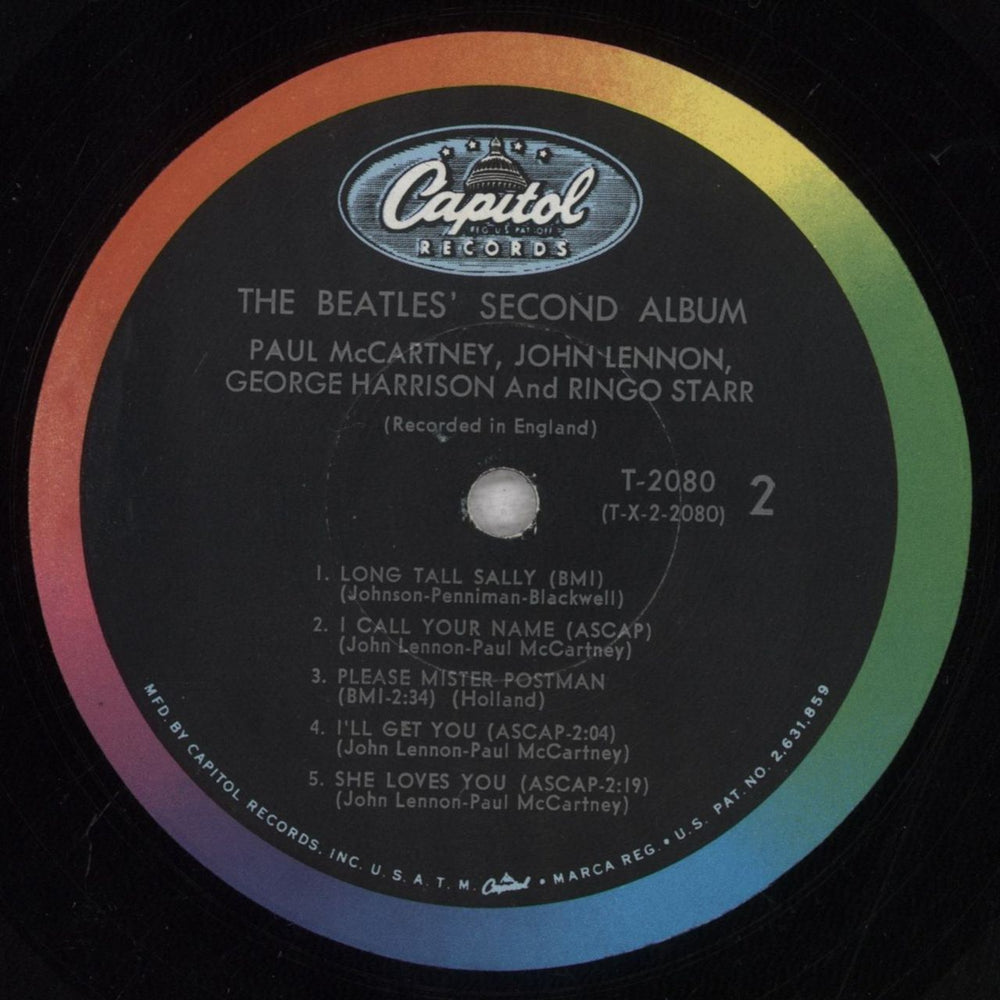 Capitol
REG. U.S. PAT. OFF.
RECORDS
THE BEATLES' SECOND ALBUM
PAUL McCARTNEY, JOHN LENNON,
GEORGE HARRISON And RINGO STARR
(Recorded in England)
T-2080
(T-X-2-2080)
2
1. LONG TALL SALLY (BMI)
(Johnson-Penniman-Blackwell)
2. I CALL YOUR NAME (ASCAP)
(John Lennon-Paul McCartney)
3. PLEASE MISTER POSTMAN
(BMI-2:34) (Holland)
4. I'LL GET YOU (ASCAP-2:04)
(John Lennon-Paul McCartney)
5. SHE LOVES YOU (ASCAP-2:19)
(John Lennon-Paul McCartney)
MFD. BY CAPITOL RECORDS, INC. U.S.A. T.M. Capitol • MARCA REG. • U.S. PAT. NO. 2,631,859